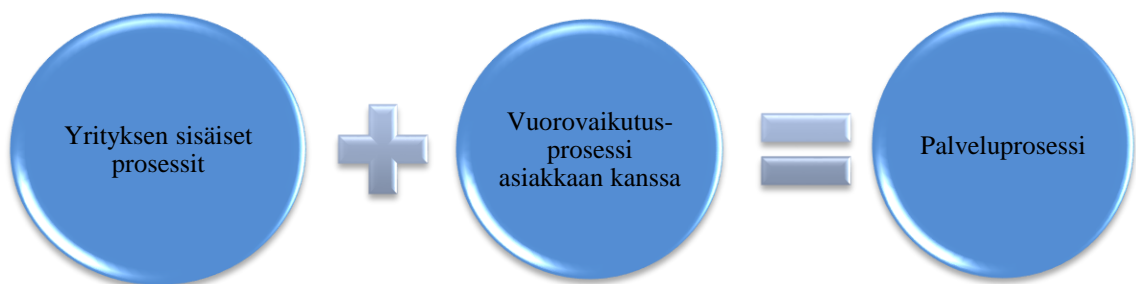 Yrityksen sisäiset
prosessit
Vuorovaikutus-
prosessi
asiakkaan kanssa
Palveluprosessi